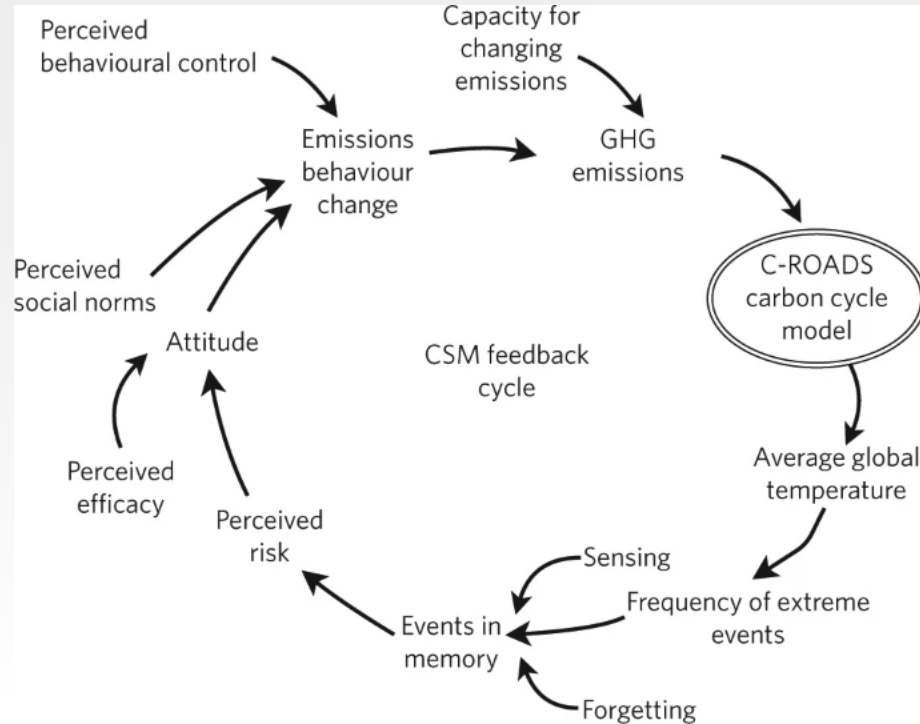 Perceived
behavioural control
Capacity for
changing
emissions
Emissions
behaviour
change
GHG
emissions
C-ROADS
carbon cycle
model
Perceived
social norms
Attitude
CSM feedback
cycle
Perceived
efficacy
Average global
temperature
Perceived
risk
Sensing
Frequency of extreme
events
Events in
memory
Forgetting